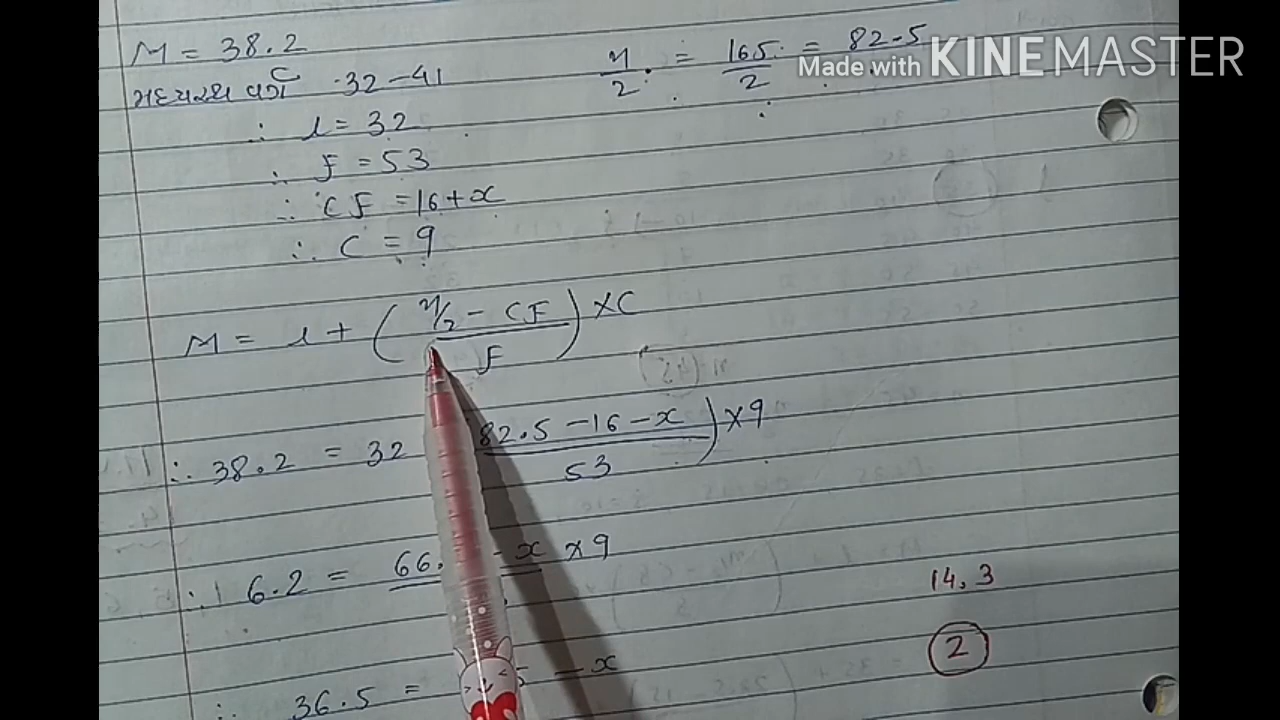 M = 38.2
n/2 = 165/2 = 82.5
Made with KINEMASTER
મધ્યસ્થ વર્ગ 32-41
∴ l = 32
∴ F = 53
∴ CF = 16+x
∴ C = 9
M = l + ( n/2 - CF / F ) × C
∴ 38.2 = 32 82.5 - 16 - x / 53 ) × 9
∴ 6.2 = 66. - x × 9
14.3
2
∴ 36.5 = 5 - x